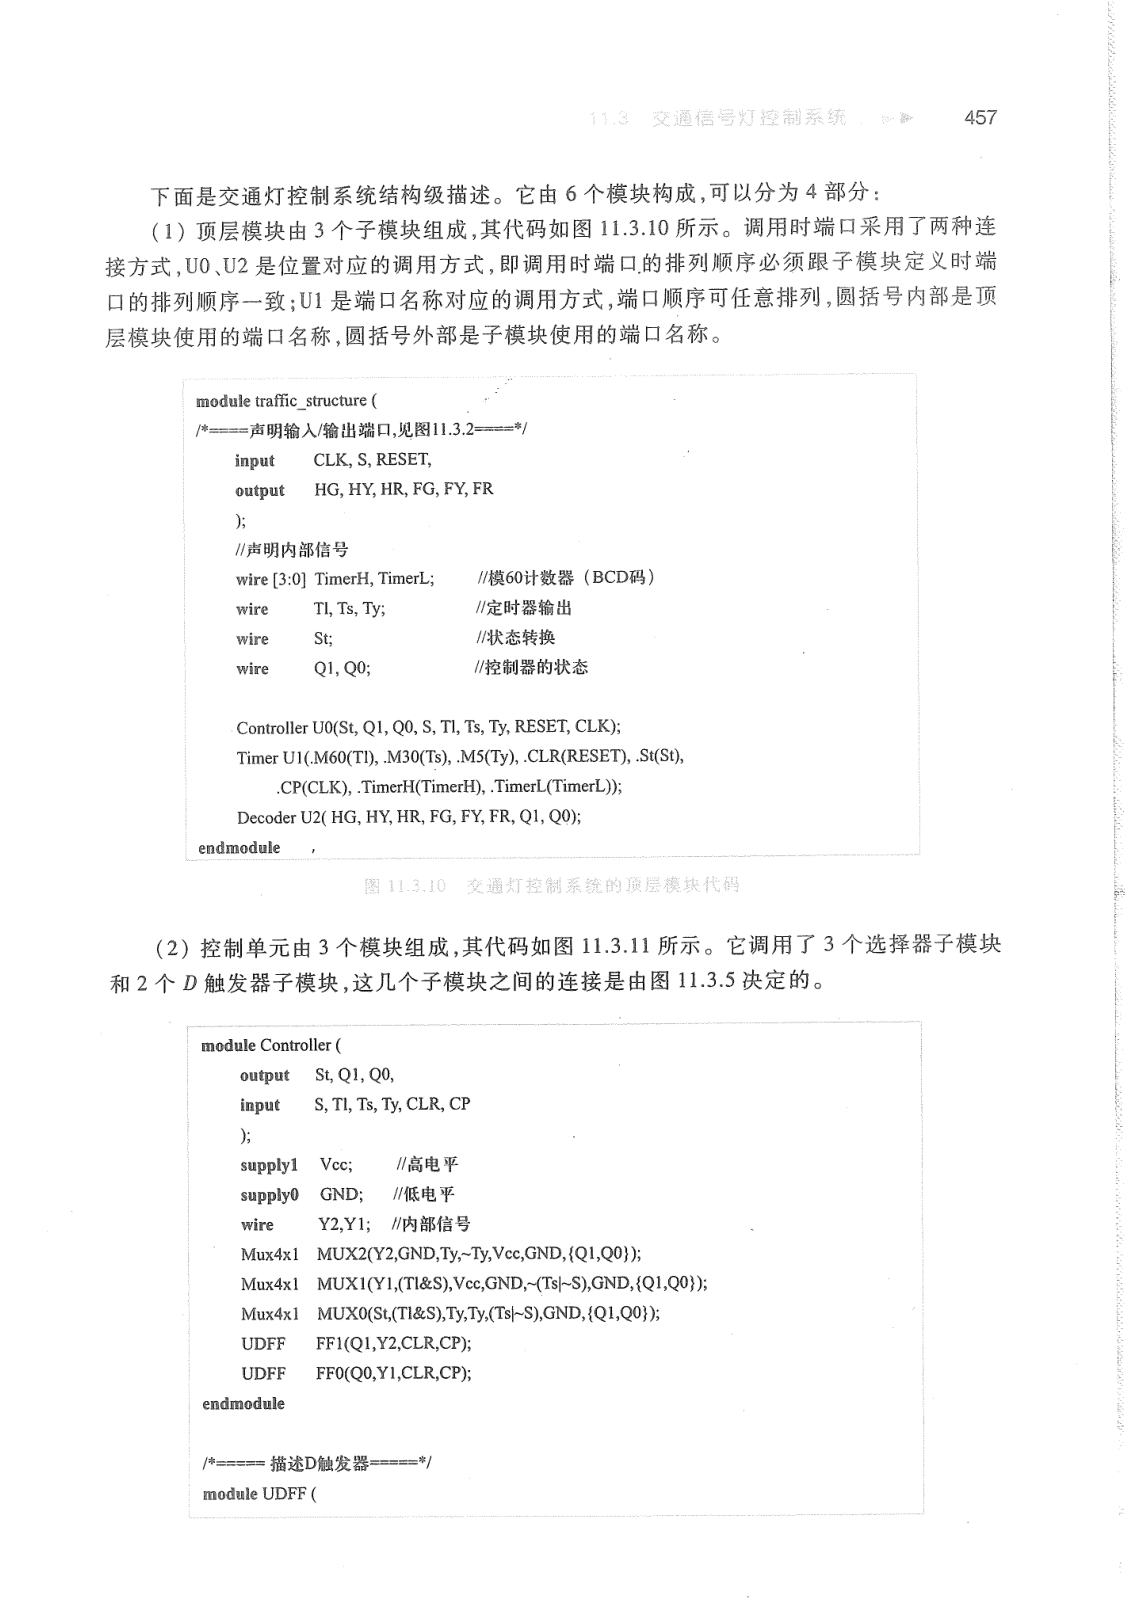 11.3 交通信号灯控制系统 457
下面是交通灯控制系统结构级描述。它由 6 个模块构成,可以分为 4 部分:
(1) 顶层模块由 3 个子模块组成,其代码如图 11.3.10 所示。调用时端口采用了两种连
接方式,U0、U2 是位置对应的调用方式,即调用时端口的排列顺序必须跟子模块定义时端
口的排列顺序一致;U1 是端口名称对应的调用方式,端口顺序可任意排列,圆括号内部是顶
层模块使用的端口名称,圆括号外部是子模块使用的端口名称。
module traffic_structure (
/*====声明输入/输出端口,见图11.3.2====*/
input CLK, S, RESET,
output HG, HY, HR, FG, FY, FR
);
//声明内部信号
wire [3:0] TimerH, TimerL; //模60计数器（BCD码）
wire Tl, Ts, Ty; //定时器输出
wire St; //状态转换
wire Q1, Q0; //控制器的状态
Controller U0(St, Q1, Q0, S, Tl, Ts, Ty, RESET, CLK);
Timer U1(.M60(Tl), .M30(Ts), .M5(Ty), .CLR(RESET), .St(St),
.CP(CLK), .TimerH(TimerH), .TimerL(TimerL));
Decoder U2( HG, HY, HR, FG, FY, FR, Q1, Q0);
endmodule
图 11.3.10 交通灯控制系统的顶层模块代码
(2) 控制单元由 3 个模块组成,其代码如图 11.3.11 所示。它调用了 3 个选择器子模块
和 2 个 D 触发器子模块,这几个子模块之间的连接是由图 11.3.5 决定的。
module Controller (
output St, Q1, Q0,
input S, Tl, Ts, Ty, CLR, CP
);
supply1 Vcc; //高电平
supply0 GND; //低电平
wire Y2,Y1; //内部信号
Mux4x1 MUX2(Y2,GND,Ty,~Ty,Vcc,GND,{Q1,Q0});
Mux4x1 MUX1(Y1,(Tl&S),Vcc,GND,~(Ts|~S),GND,{Q1,Q0});
Mux4x1 MUX0(St,(Tl&S),Ty,Ty,(Ts|~S),GND,{Q1,Q0});
UDFF FF1(Q1,Y2,CLR,CP);
UDFF FF0(Q0,Y1,CLR,CP);
endmodule
/*===== 描述D触发器=====*/
module UDFF (